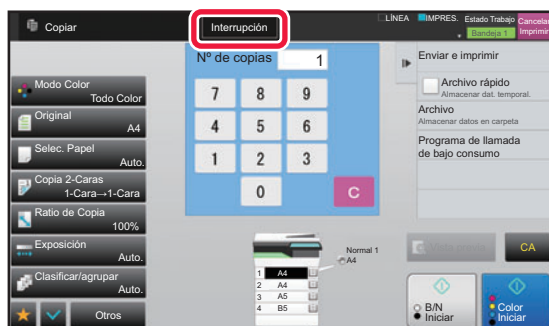 Copiar
Interrupción
LÍNEA
IMPRES.
Estado Trabajo
Bandeja 1
Cancelar
Imprimir
Nº de copias
1
Modo Color
Todo Color
Original
A4
Selec. Papel
Auto.
Copia 2-Caras
1-Cara→1-Cara
Ratio de Copia
100%
Exposición
Auto.
Clasificar/agrupar
Auto.
Otros
7 8 9
4 5 6
1 2 3
0
C
Normal 1
A4
1 A4
2 A4
3 A5
4 B5
Enviar e imprimir
Archivo rápido
Almacenar dat. temporal.
Archivo
Almacenar datos en carpeta
Programa de llamada
de bajo consumo
CA
B/N
Iniciar
Color
Iniciar